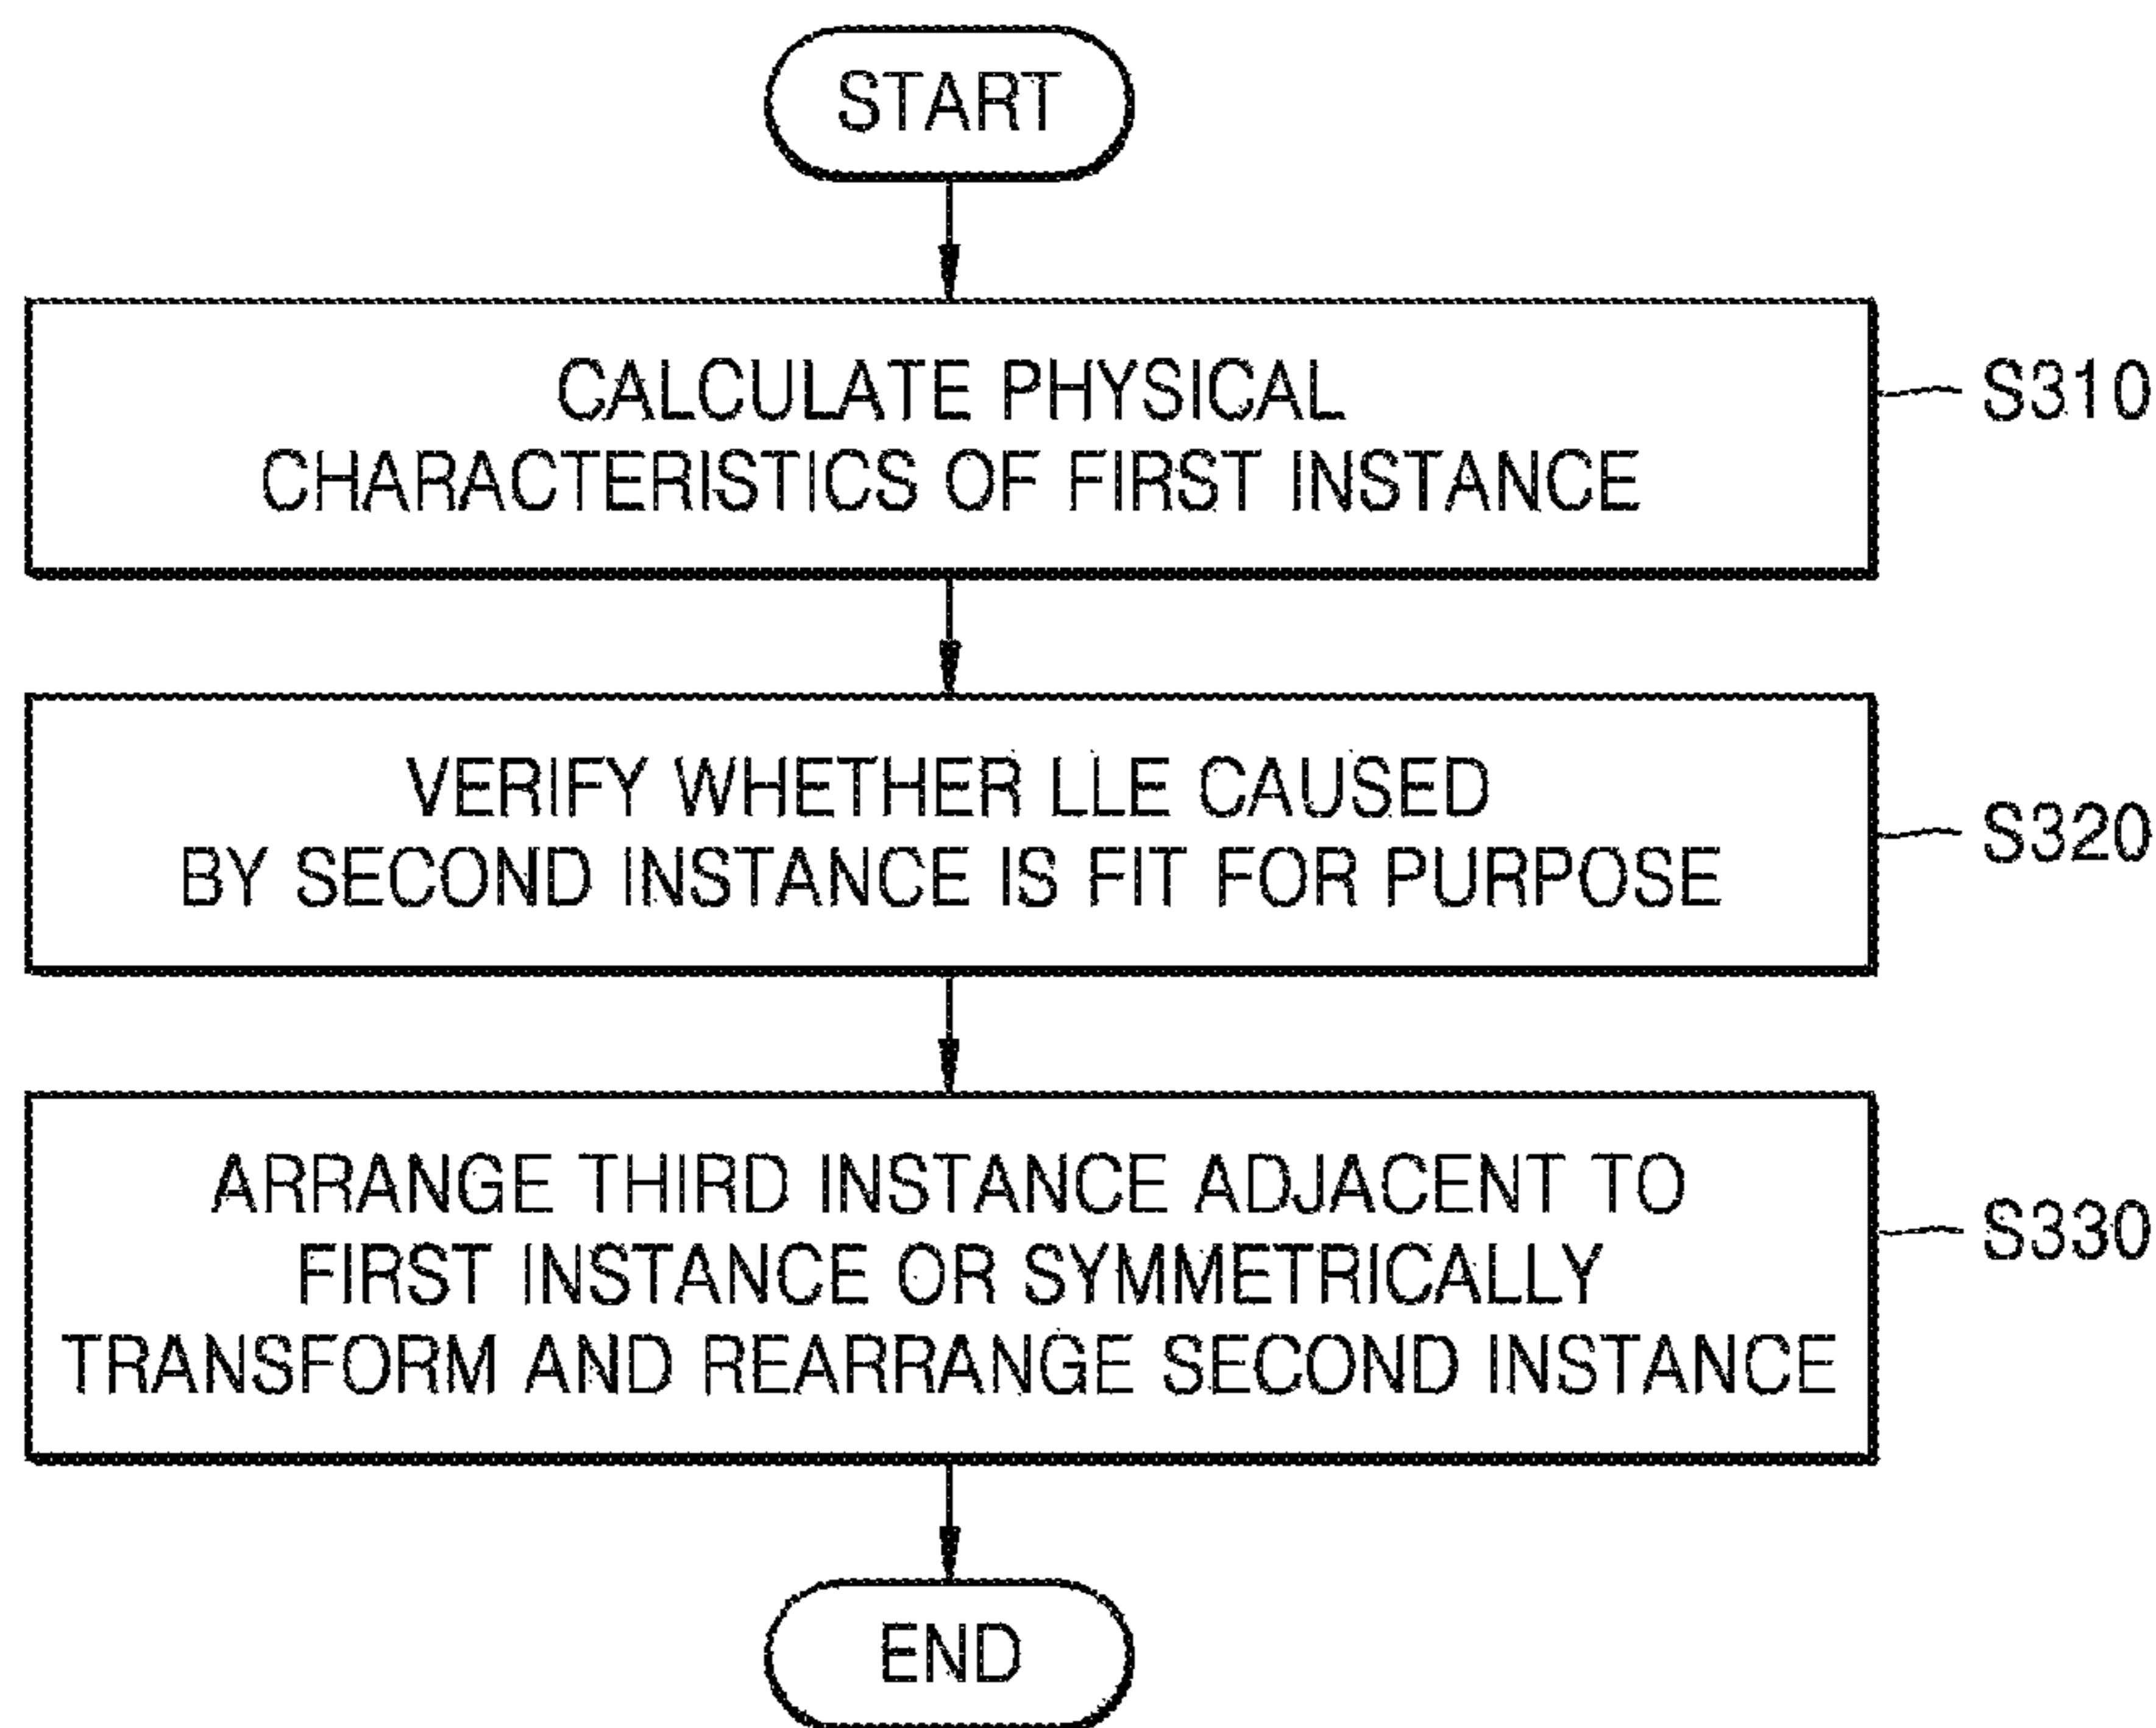 START
CALCULATE PHYSICAL
CHARACTERISTICS OF FIRST INSTANCE
S310
VERIFY WHETHER LLE CAUSED
BY SECOND INSTANCE IS FIT FOR PURPOSE
S320
ARRANGE THIRD INSTANCE ADJACENT TO
FIRST INSTANCE OR SYMMETRICALLY
TRANSFORM AND REARRANGE SECOND INSTANCE
S330
END